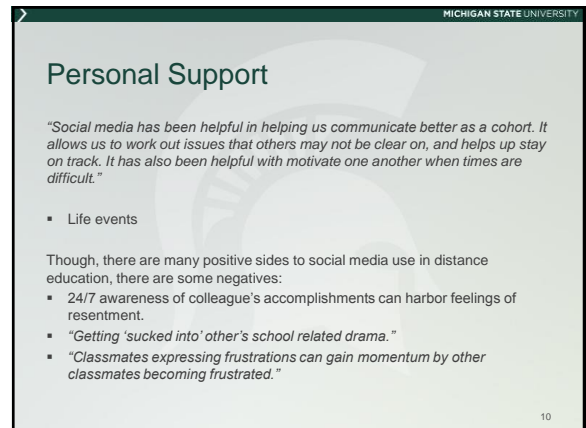 MICHIGAN STATE UNIVERSITY
Personal Support
“Social media has been helpful in helping us communicate better as a cohort. It
allows us to work out issues that others may not be clear on, and helps up stay
on track. It has also been helpful with motivate one another when times are
difficult.”
▪ Life events
Though, there are many positive sides to social media use in distance
education, there are some negatives:
▪ 24/7 awareness of colleague’s accomplishments can harbor feelings of
resentment.
▪ “Getting ‘sucked into’ other’s school related drama.”
▪ “Classmates expressing frustrations can gain momentum by other
classmates becoming frustrated.”
10